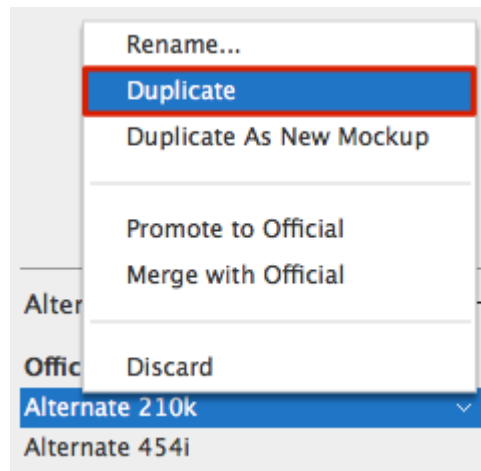 Rename...
Duplicate
Duplicate As New Mockup
Promote to Official
Merge with Official
Discard
Alternate 210k
Alternate 454i